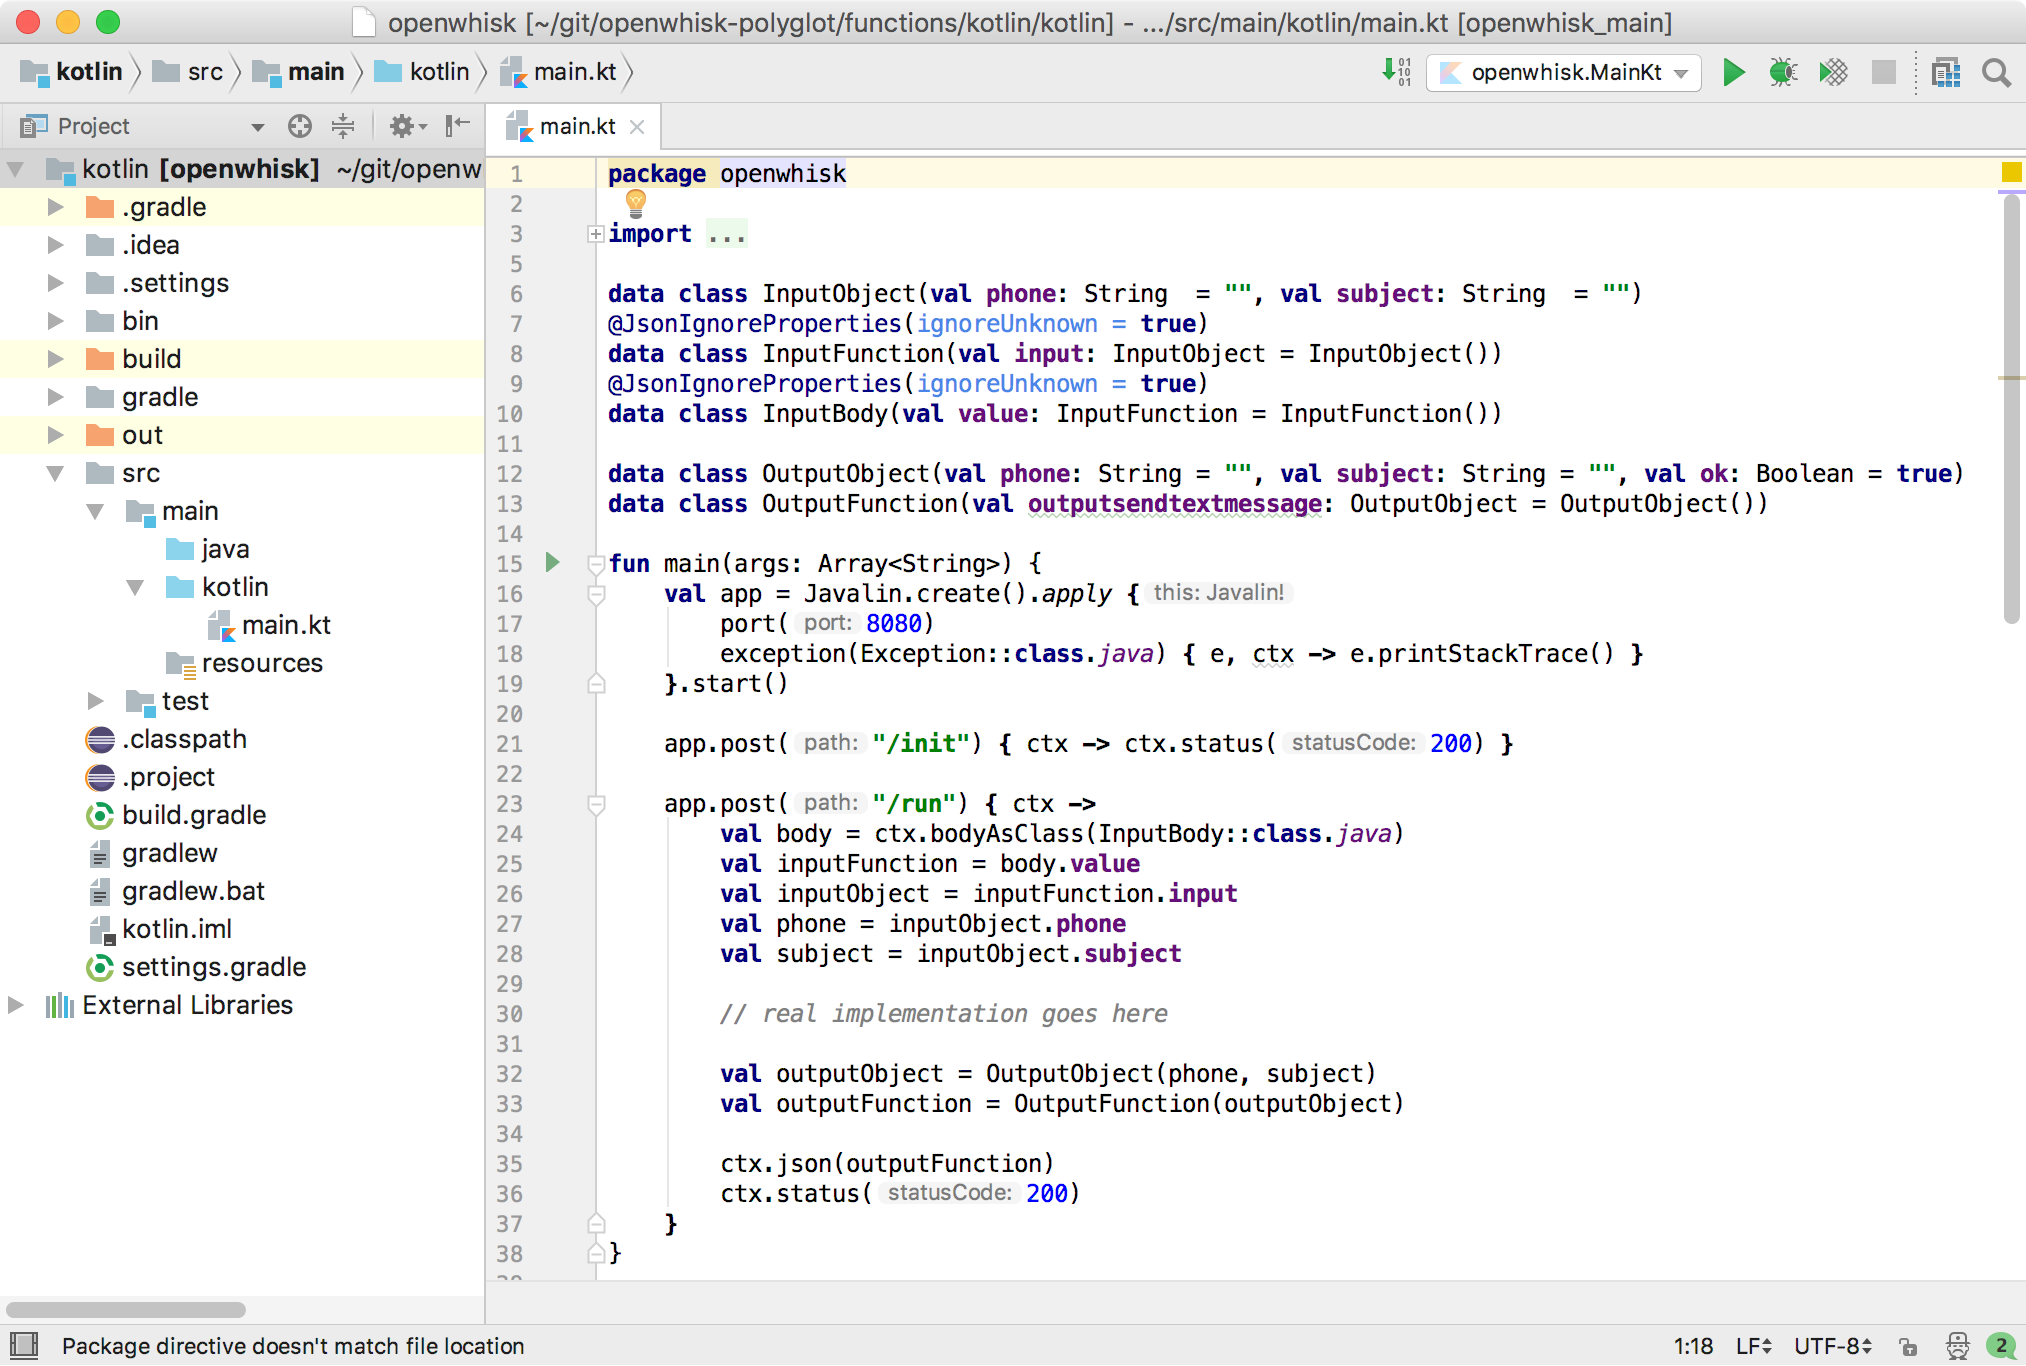 openwhisk [~/git/openwhisk-polyglot/functions/kotlin/kotlin] - .../src/main/kotlin/main.kt [openwhisk_main]
kotlin src main kotlin main.kt
openwhisk.MainKt
Project
main.kt
kotlin [openwhisk] ~/git/openw
.gradle
.idea
.settings
bin
build
gradle
out
src
main
java
kotlin
main.kt
resources
test
.classpath
.project
build.gradle
gradlew
gradlew.bat
kotlin.iml
settings.gradle
External Libraries
1 package openwhisk
2
3 import ...
5
6 data class InputObject(val phone: String  = "", val subject: String  = "")
7 @JsonIgnoreProperties(ignoreUnknown = true)
8 data class InputFunction(val input: InputObject = InputObject())
9 @JsonIgnoreProperties(ignoreUnknown = true)
10 data class InputBody(val value: InputFunction = InputFunction())
11
12 data class OutputObject(val phone: String = "", val subject: String = "", val ok: Boolean = true)
13 data class OutputFunction(val outputsendtextmessage: OutputObject = OutputObject())
14
15 fun main(args: Array<String>) {
16 val app = Javalin.create().apply { this: Javalin!
17 port( port: 8080)
18 exception(Exception::class.java) { e, ctx -> e.printStackTrace() }
19 }.start()
20
21 app.post( path: "/init") { ctx -> ctx.status( statusCode: 200) }
22
23 app.post( path: "/run") { ctx ->
24 val body = ctx.bodyAsClass(InputBody::class.java)
25 val inputFunction = body.value
26 val inputObject = inputFunction.input
27 val phone = inputObject.phone
28 val subject = inputObject.subject
29
30 // real implementation goes here
31
32 val outputObject = OutputObject(phone, subject)
33 val outputFunction = OutputFunction(outputObject)
34
35 ctx.json(outputFunction)
36 ctx.status( statusCode: 200)
37 }
38 }
Package directive doesn't match file location
1:18 LF UTF-8 2